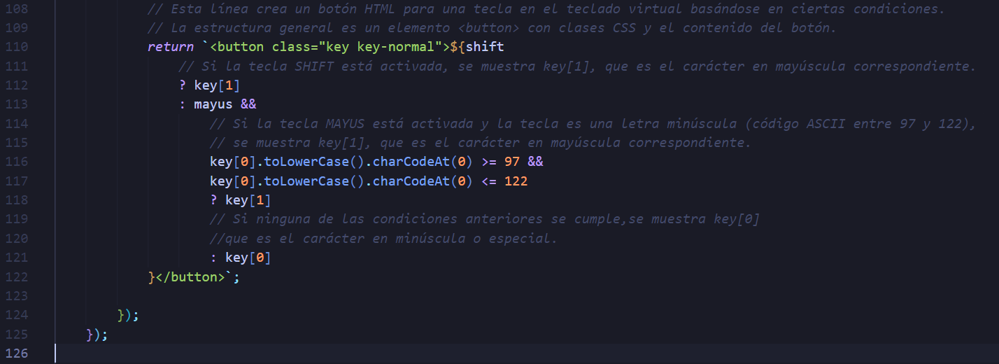 108 // Esta línea crea un botón HTML para una tecla en el teclado virtual basándose en ciertas condiciones.
109 // La estructura general es un elemento <button> con clases CSS y el contenido del botón.
110 return `<button class="key key-normal">${shift
111 // Si la tecla SHIFT está activada, se muestra key[1], que es el carácter en mayúscula correspondiente.
112 ? key[1]
113 : mayus &&
114 // Si la tecla MAYUS está activada y la tecla es una letra minúscula (código ASCII entre 97 y 122),
115 // se muestra key[1], que es el carácter en mayúscula correspondiente.
116 key[0].toLowerCase().charCodeAt(0) >= 97 &&
117 key[0].toLowerCase().charCodeAt(0) <= 122
118 ? key[1]
119 // Si ninguna de las condiciones anteriores se cumple,se muestra key[0]
120 //que es el carácter en minúscula o especial.
121 : key[0]
122 }</button>`;
123
124 });
125 });
126